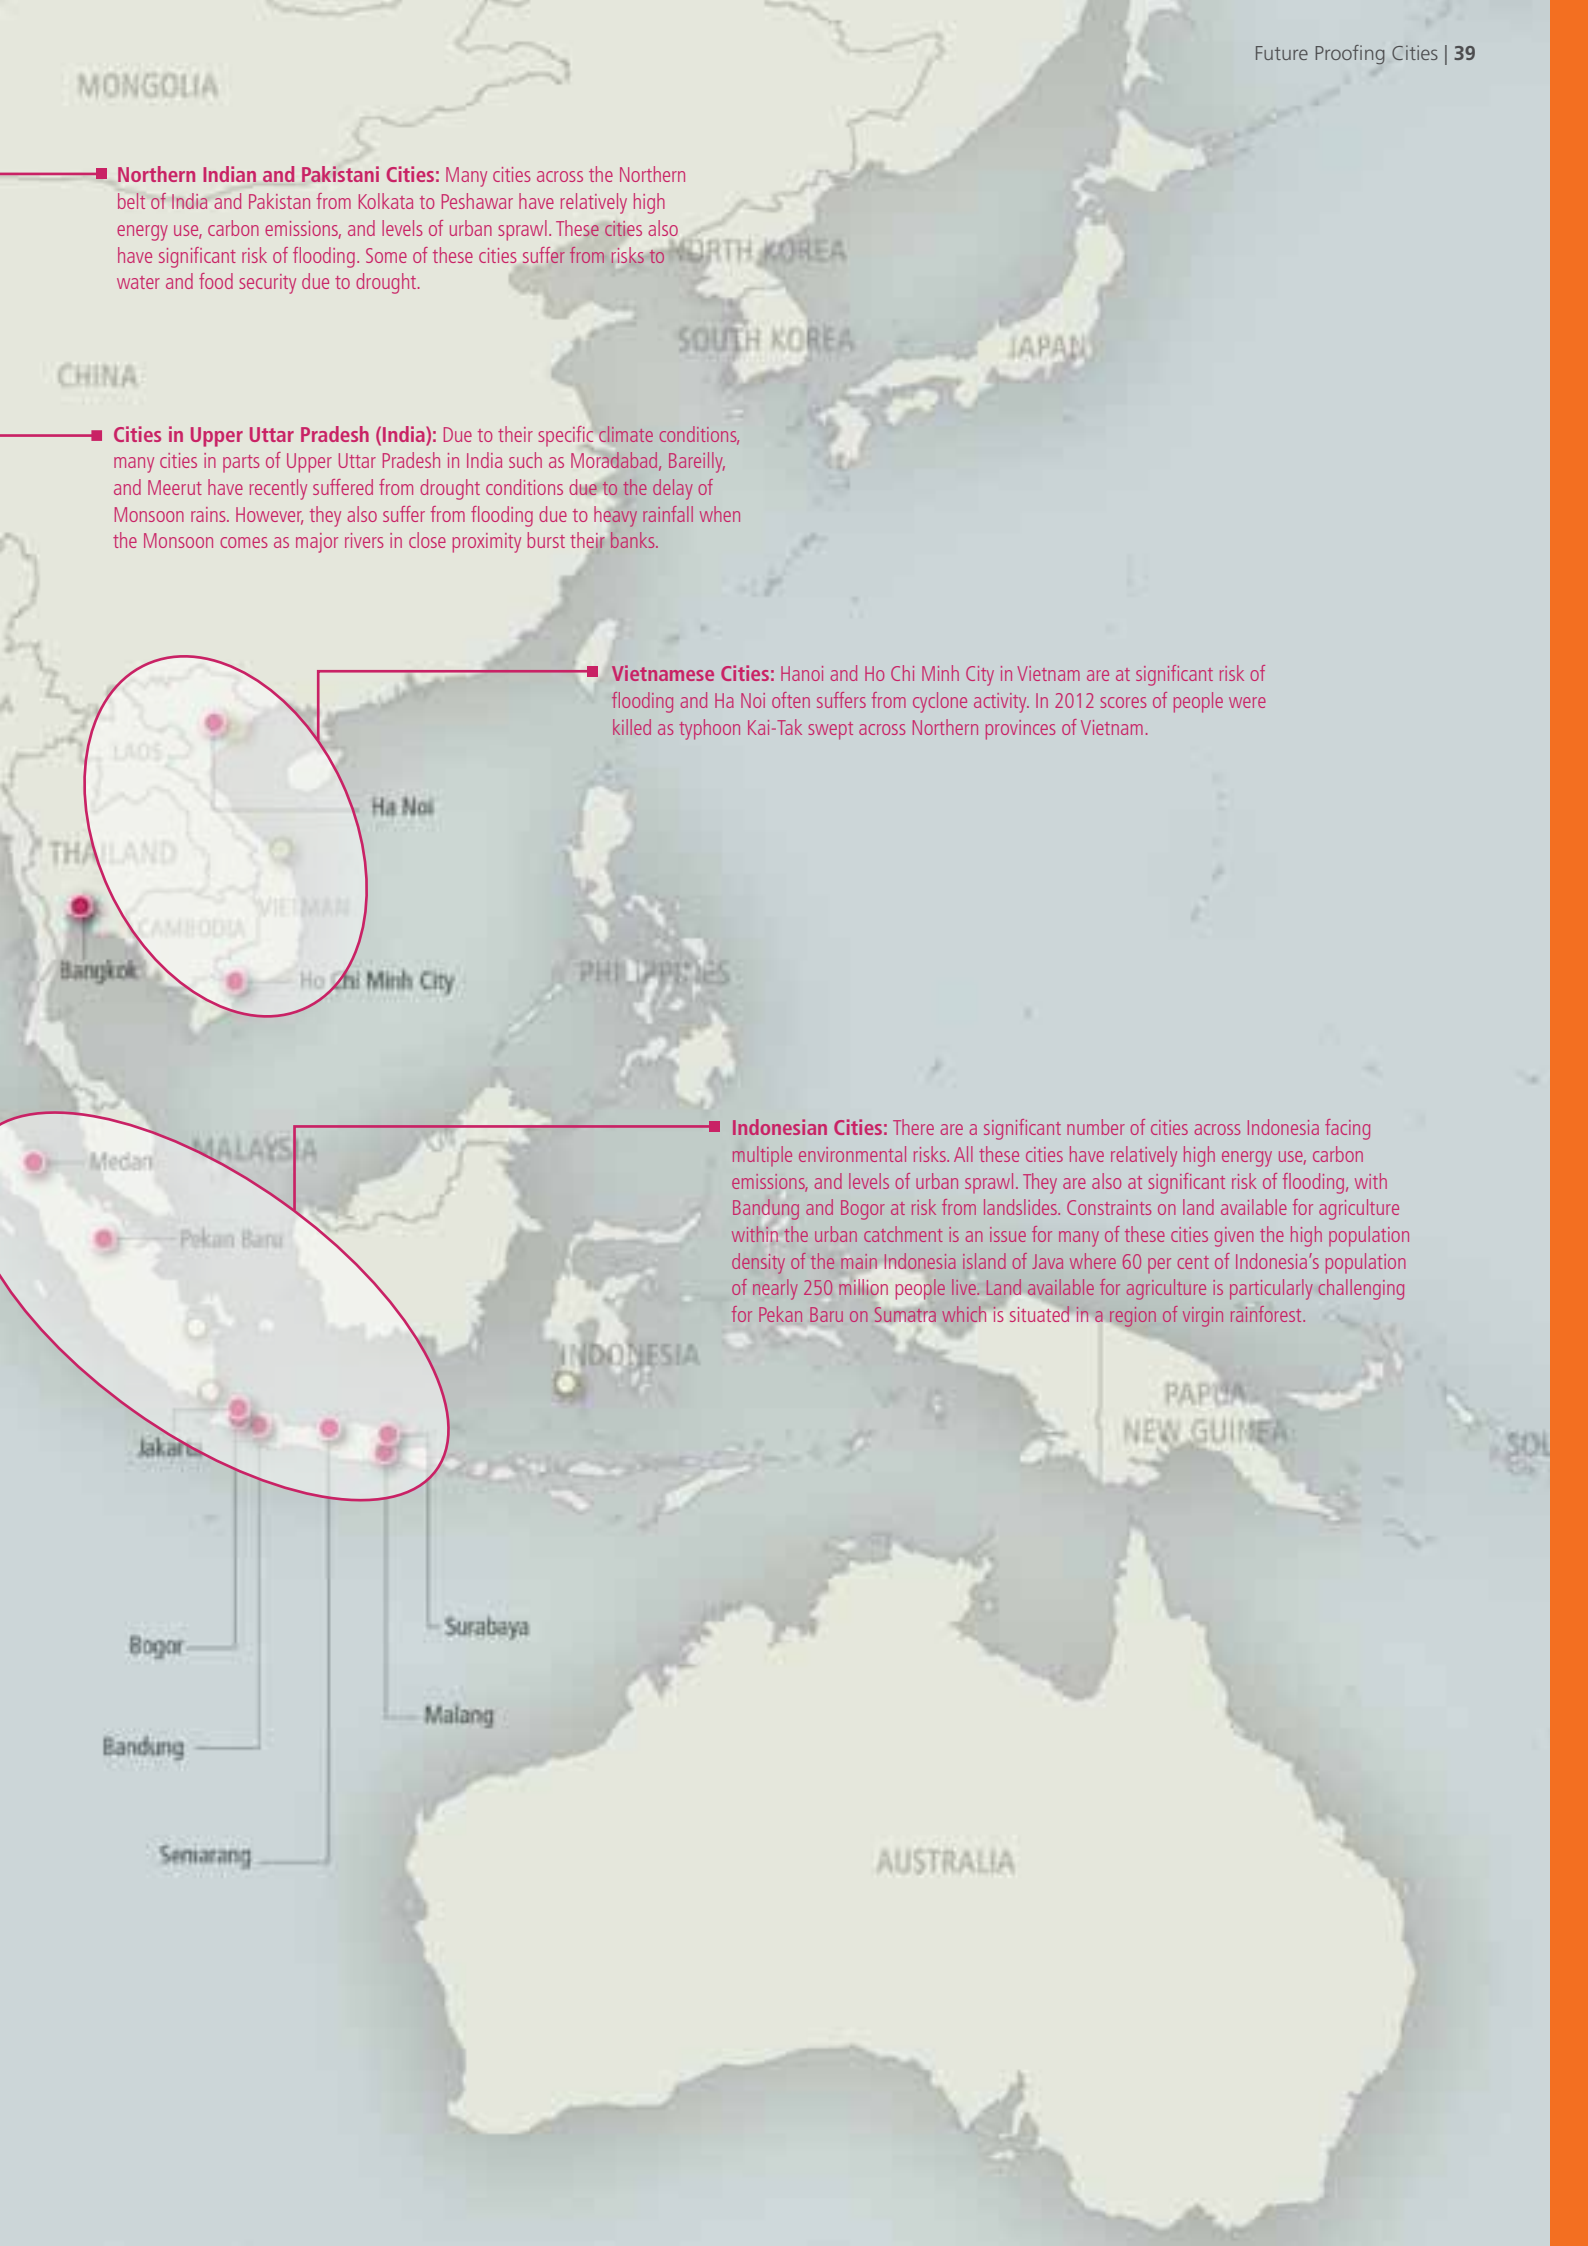 Future Proofing Cities | 39
MONGOLIA
Northern Indian and Pakistani Cities: Many cities across the Northern
belt of India and Pakistan from Kolkata to Peshawar have relatively high
energy use, carbon emissions, and levels of urban sprawl. These cities also
have significant risk of flooding. Some of these cities suffer from risks to
water and food security due to drought.
NORTH KOREA
SOUTH KOREA
JAPAN
CHINA
Cities in Upper Uttar Pradesh (India): Due to their specific climate conditions,
many cities in parts of Upper Uttar Pradesh in India such as Moradabad, Bareilly,
and Meerut have recently suffered from drought conditions due to the delay of
Monsoon rains. However, they also suffer from flooding due to heavy rainfall when
the Monsoon comes as major rivers in close proximity burst their banks.
Vietnamese Cities: Hanoi and Ho Chi Minh City in Vietnam are at significant risk of
flooding and Ha Noi often suffers from cyclone activity. In 2012 scores of people were
killed as typhoon Kai-Tak swept across Northern provinces of Vietnam.
LAOS
Ha Noi
THAILAND
VIETMAN
CAMBODIA
Bangkok
Ho Chi Minh City
PHILIPPINES
Indonesian Cities: There are a significant number of cities across Indonesia facing
multiple environmental risks. All these cities have relatively high energy use, carbon
emissions, and levels of urban sprawl. They are also at significant risk of flooding, with
Bandung and Bogor at risk from landslides. Constraints on land available for agriculture
within the urban catchment is an issue for many of these cities given the high population
density of the main Indonesia island of Java where 60 per cent of Indonesia's population
of nearly 250 million people live. Land available for agriculture is particularly challenging
for Pekan Baru on Sumatra which is situated in a region of virgin rainforest.
MALAYSIA
Medan
Pekan Baru
INDONESIA
PAPUA
NEW GUINEA
SOL
Jakarta
Surabaya
Bogor
Malang
Bandung
Semarang
AUSTRALIA